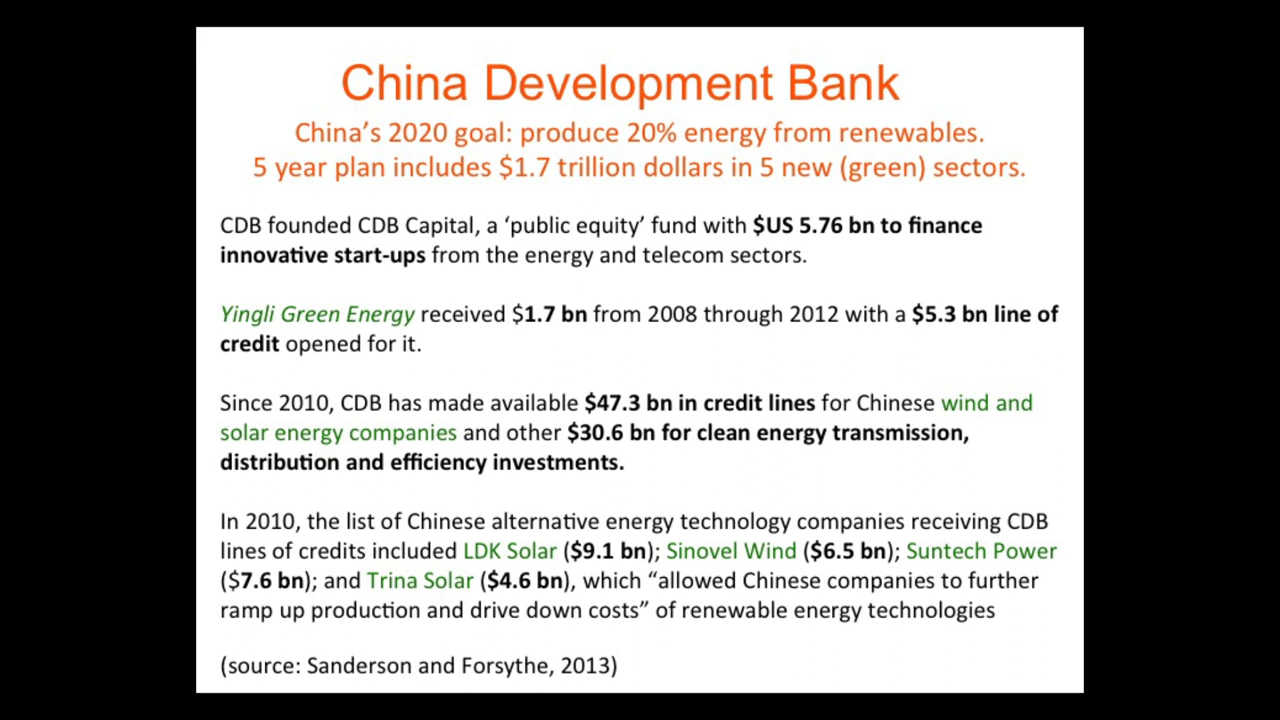 China Development Bank
China’s 2020 goal: produce 20% energy from renewables.
5 year plan includes $1.7 trillion dollars in 5 new (green) sectors.
CDB founded CDB Capital, a ‘public equity’ fund with $US 5.76 bn to finance
innovative start-ups from the energy and telecom sectors.
Yingli Green Energy received $1.7 bn from 2008 through 2012 with a $5.3 bn line of
credit opened for it.
Since 2010, CDB has made available $47.3 bn in credit lines for Chinese wind and
solar energy companies and other $30.6 bn for clean energy transmission,
distribution and efficiency investments.
In 2010, the list of Chinese alternative energy technology companies receiving CDB
lines of credits included LDK Solar ($9.1 bn); Sinovel Wind ($6.5 bn); Suntech Power
($7.6 bn); and Trina Solar ($4.6 bn), which “allowed Chinese companies to further
ramp up production and drive down costs” of renewable energy technologies
(source: Sanderson and Forsythe, 2013)